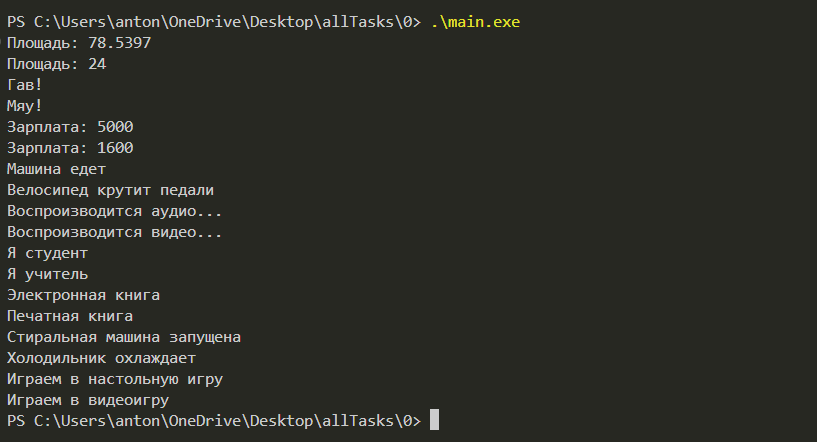 PS C:\Users\anton\OneDrive\Desktop\allTasks\0> .\main.exe
Площадь: 78.5397
Площадь: 24
Гав!
Мяу!
Зарплата: 5000
Зарплата: 1600
Машина едет
Велосипед крутит педали
Воспроизводится аудио...
Воспроизводится видео...
Я студент
Я учитель
Электронная книга
Печатная книга
Стиральная машина запущена
Холодильник охлаждает
Играем в настольную игру
Играем в видеоигру
PS C:\Users\anton\OneDrive\Desktop\allTasks\0>